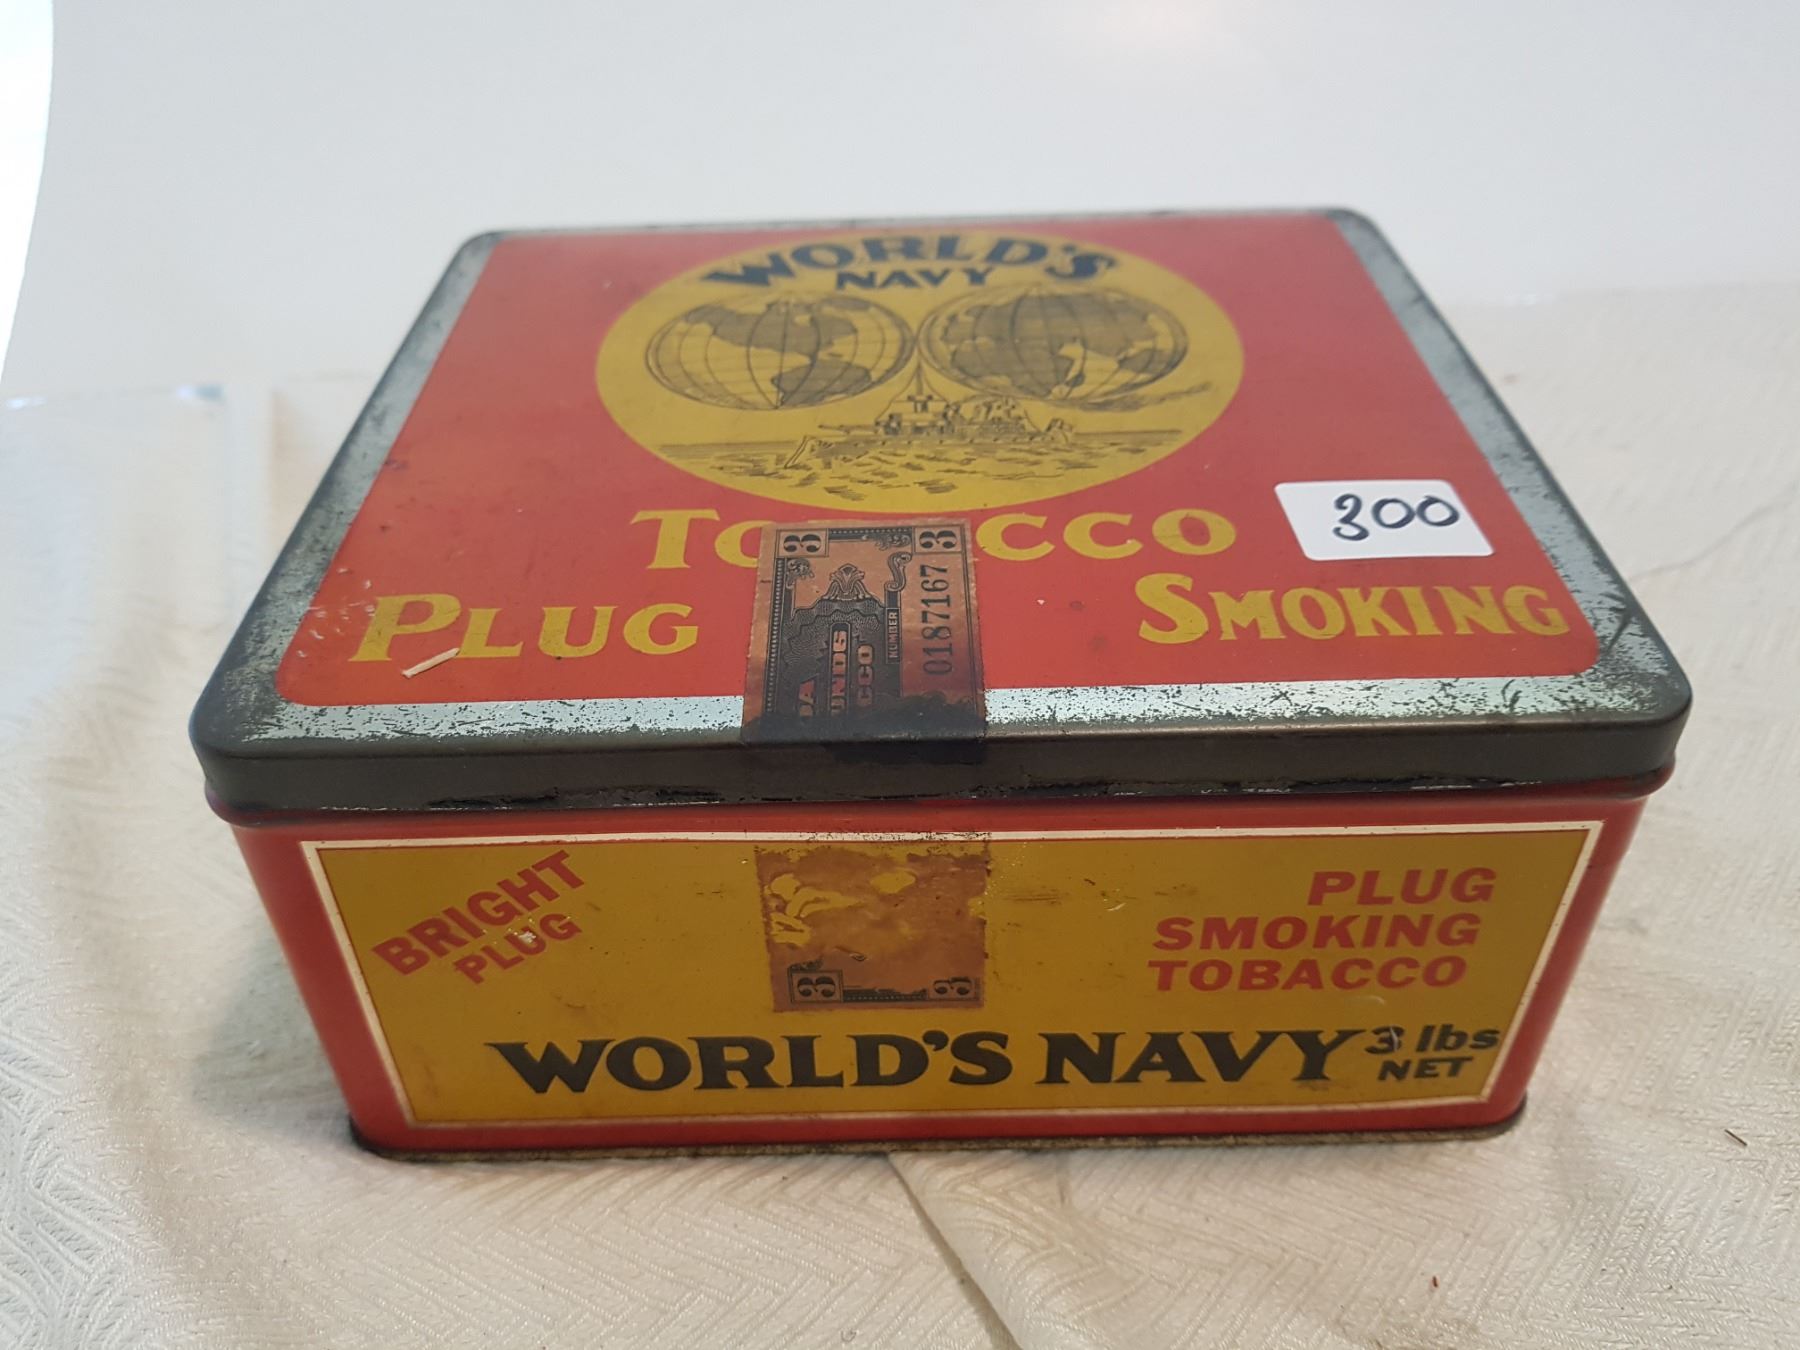 WORLD'S
NAVY
TOBACCO
PLUG SMOKING
300
3 3
NUMBER
0187167
BRIGHT
PLUG
PLUG
SMOKING
TOBACCO
3 3
WORLD'S NAVY 3 lbs
NET